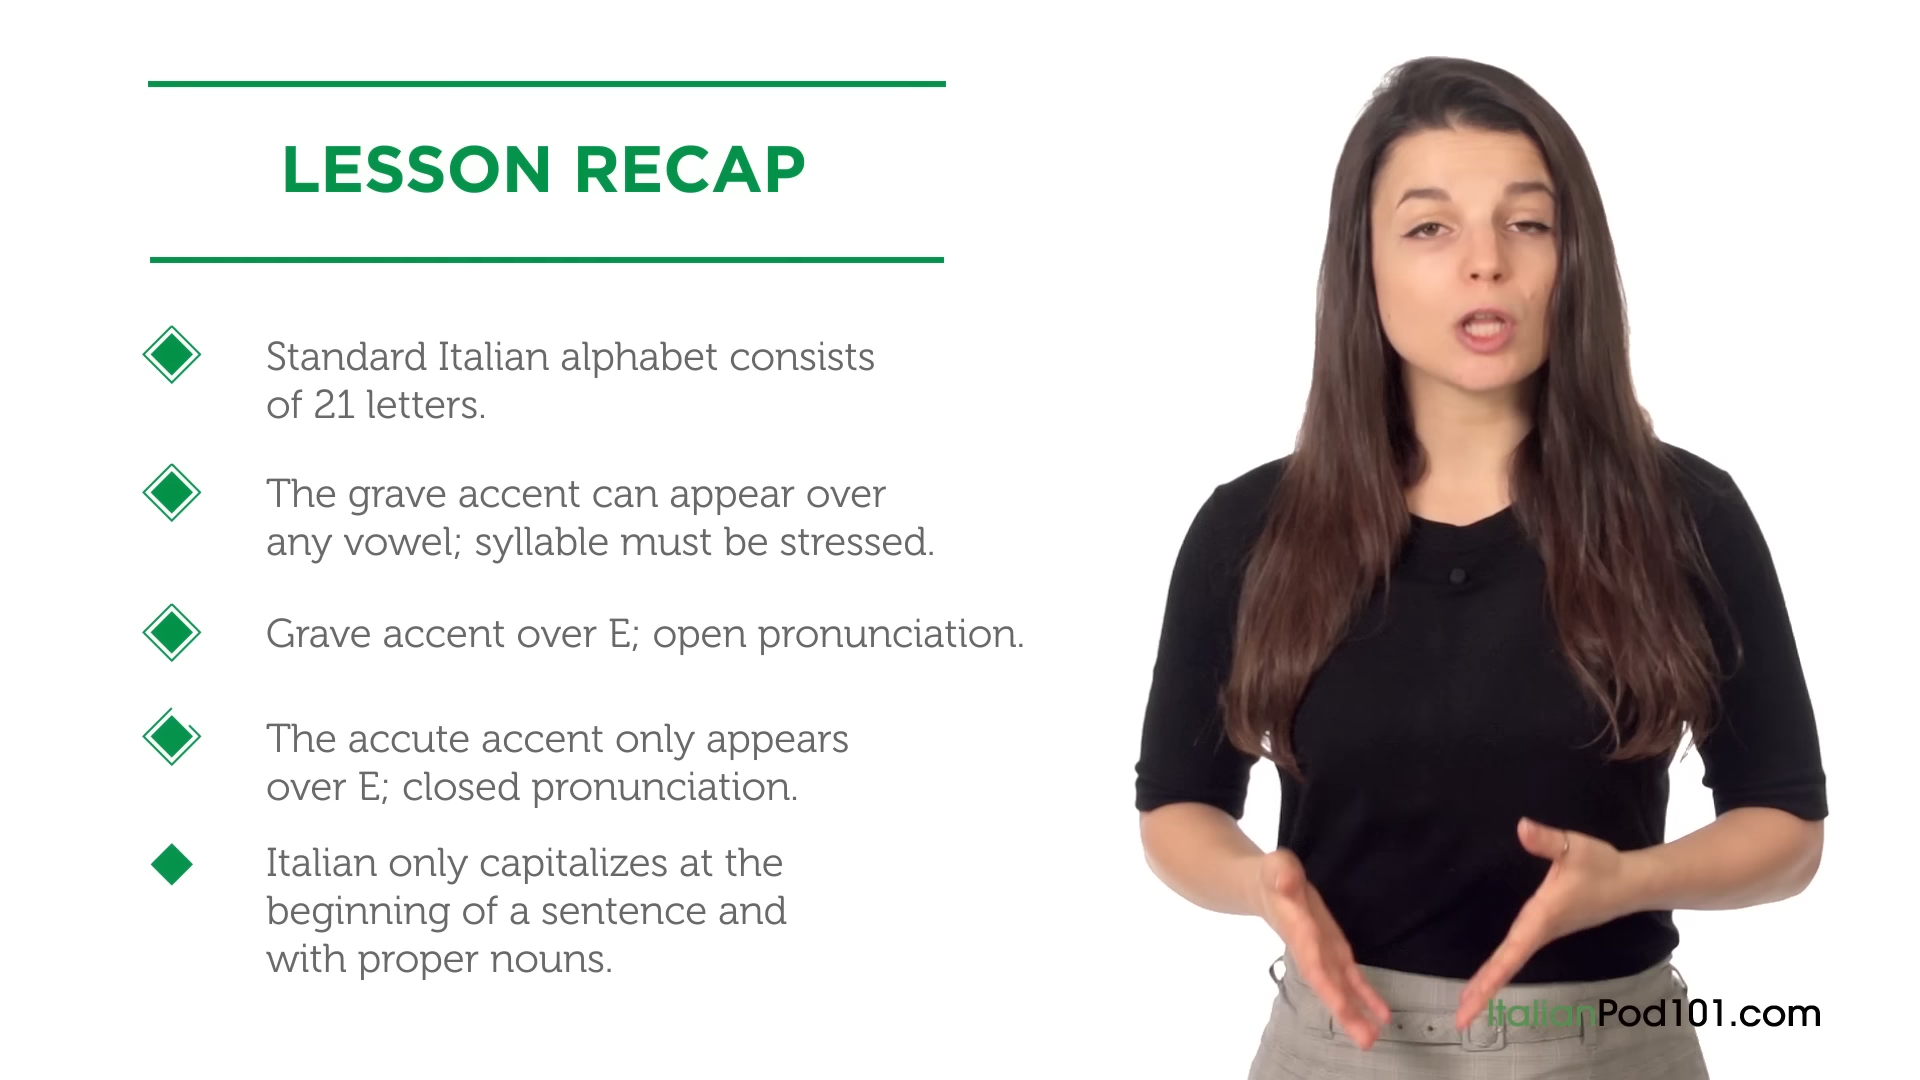 LESSON RECAP
Standard Italian alphabet consists
of 21 letters.
The grave accent can appear over
any vowel; syllable must be stressed.
Grave accent over E; open pronunciation.
The accute accent only appears
over E; closed pronunciation.
Italian only capitalizes at the
beginning of a sentence and
with proper nouns.
ItalianPod101.com